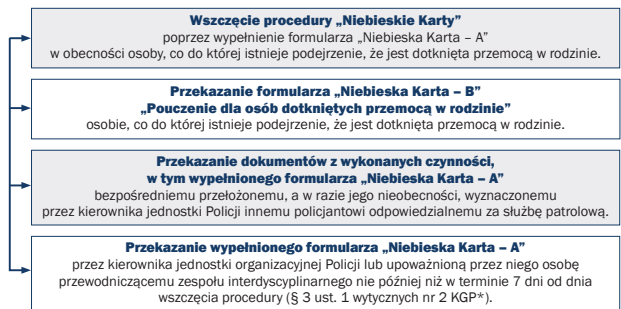 Wszczęcie procedury „Niebieskie Karty”
poprzez wypełnienie formularza „Niebieska Karta – A”
w obecności osoby, co do której istnieje podejrzenie, że jest dotknięta przemocą w rodzinie.
Przekazanie formularza „Niebieska Karta – B”
„Pouczenie dla osób dotkniętych przemocą w rodzinie”
osobie, co do której istnieje podejrzenie, że jest dotknięta przemocą w rodzinie.
Przekazanie dokumentów z wykonanych czynności,
w tym wypełnionego formularza „Niebieska Karta – A”
bezpośredniemu przełożonemu, a w razie jego nieobecności, wyznaczonemu
przez kierownika jednostki Policji innemu policjantowi odpowiedzialnemu za służbę patrolową.
Przekazanie wypełnionego formularza „Niebieska Karta – A”
przez kierownika jednostki organizacyjnej Policji lub upoważnioną przez niego osobę
przewodniczącemu zespołu interdyscyplinarnego nie później niż w terminie 7 dni od dnia
wszczęcia procedury (§ 3 ust. 1 wytycznych nr 2 KGP*).